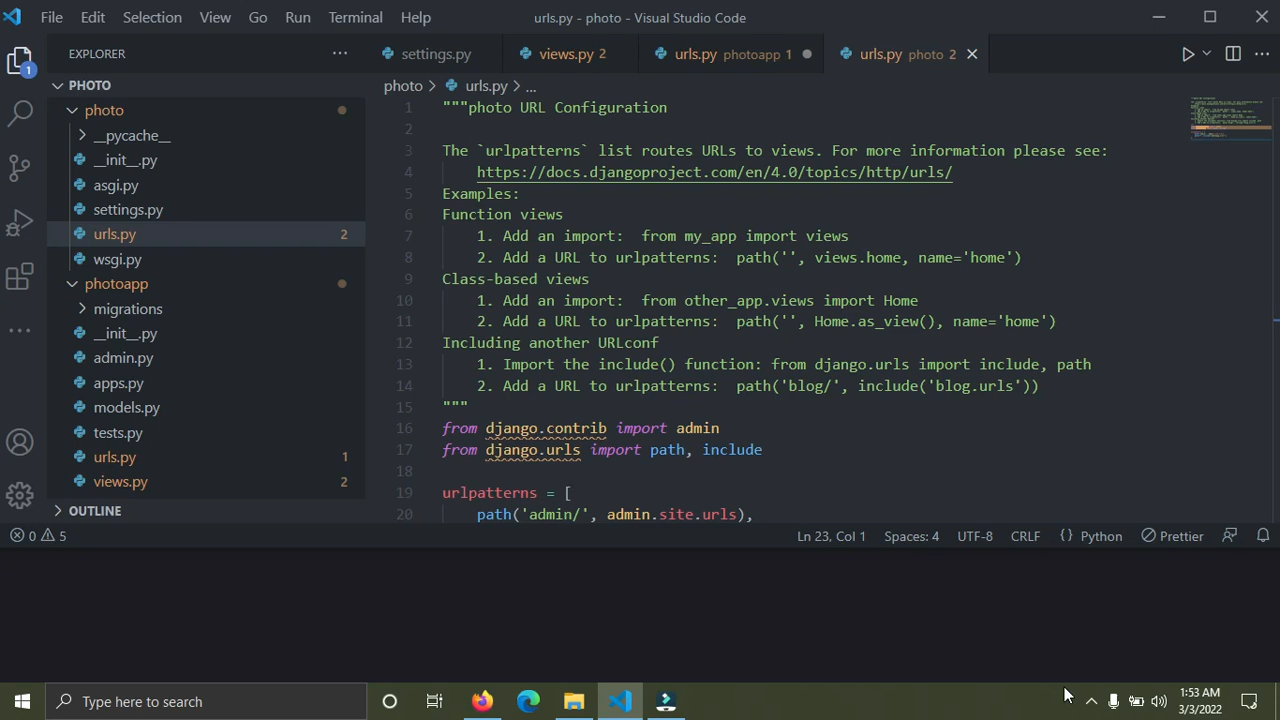 File Edit Selection View Go Run Terminal Help
urls.py - photo - Visual Studio Code
EXPLORER
settings.py
views.py 2
urls.py photoapp 1
urls.py photo 2
1
PHOTO
photo
__pycache__
__init__.py
asgi.py
settings.py
urls.py 2
wsgi.py
photoapp
migrations
__init__.py
admin.py
apps.py
models.py
tests.py
urls.py 1
views.py 2
OUTLINE
photo > urls.py > ...
1 """photo URL Configuration
2
3 The `urlpatterns` list routes URLs to views. For more information please see:
4 https://docs.djangoproject.com/en/4.0/topics/http/urls/
5 Examples:
6 Function views
7 1. Add an import:  from my_app import views
8 2. Add a URL to urlpatterns:  path('', views.home, name='home')
9 Class-based views
10 1. Add an import:  from other_app.views import Home
11 2. Add a URL to urlpatterns:  path('', Home.as_view(), name='home')
12 Including another URLconf
13 1. Import the include() function: from django.urls import include, path
14 2. Add a URL to urlpatterns:  path('blog/', include('blog.urls'))
15 """
16 from django.contrib import admin
17 from django.urls import path, include
18
19 urlpatterns = [
20 path('admin/', admin.site.urls),
0 5
Ln 23, Col 1 Spaces: 4 UTF-8 CRLF {} Python Prettier
Type here to search
1:53 AM
3/3/2022